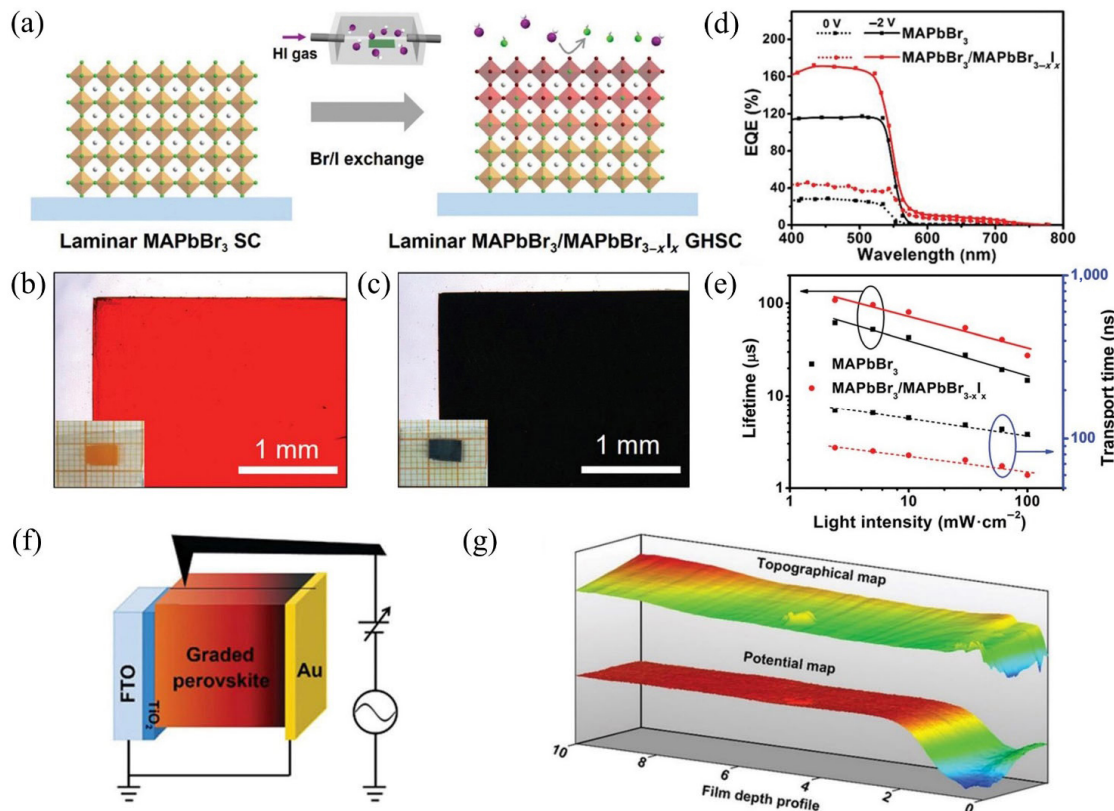 (a)
HI gas
Br/I exchange
Laminar MAPbBr₃ SC
Laminar MAPbBr₃/MAPbBr₃₋ₓIₓ GHSC
(b)
1 mm
(c)
1 mm
(d)
0 V −2 V
MAPbBr₃
MAPbBr₃/MAPbBr₃₋ₓIₓ
200
160
120
80
40
0
EQE (%)
400 500 600 700 800
Wavelength (nm)
(e)
100
10
1
Lifetime (μs)
MAPbBr₃
MAPbBr₃/MAPbBr₃₋ₓIₓ
1,000
100
Transport time (ns)
1 10 100
Light intensity (mW·cm⁻²)
(f)
FTO
TiO₂
Graded
perovskite
Au
(g)
Topographical map
Potential map
10 8 6 4 2 0
Film depth profile